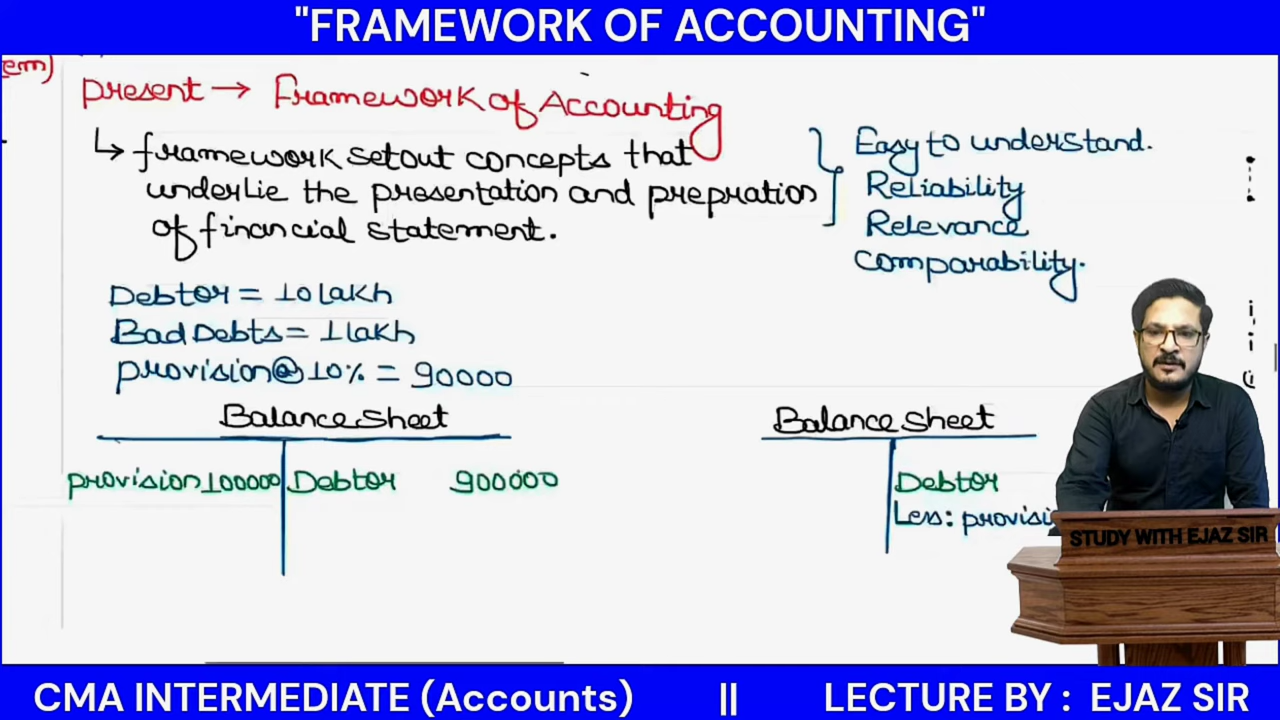 "FRAMEWORK OF ACCOUNTING"
em)
present → Framework of Accounting
↳ framework setout concepts that
underlie the presentation and prepration
of financial statement.
Easy to understand.
Reliability
Relevance
comparability.
Debtor = 10 Lakh
Bad Debts = 1 lakh
provision@10% = 90000
Balance Sheet
provision 100000 Debtor 900000
Balance Sheet
Debtor
Less: provisi
STUDY WITH EJAZ SIR
CMA INTERMEDIATE (Accounts) || LECTURE BY : EJAZ SIR